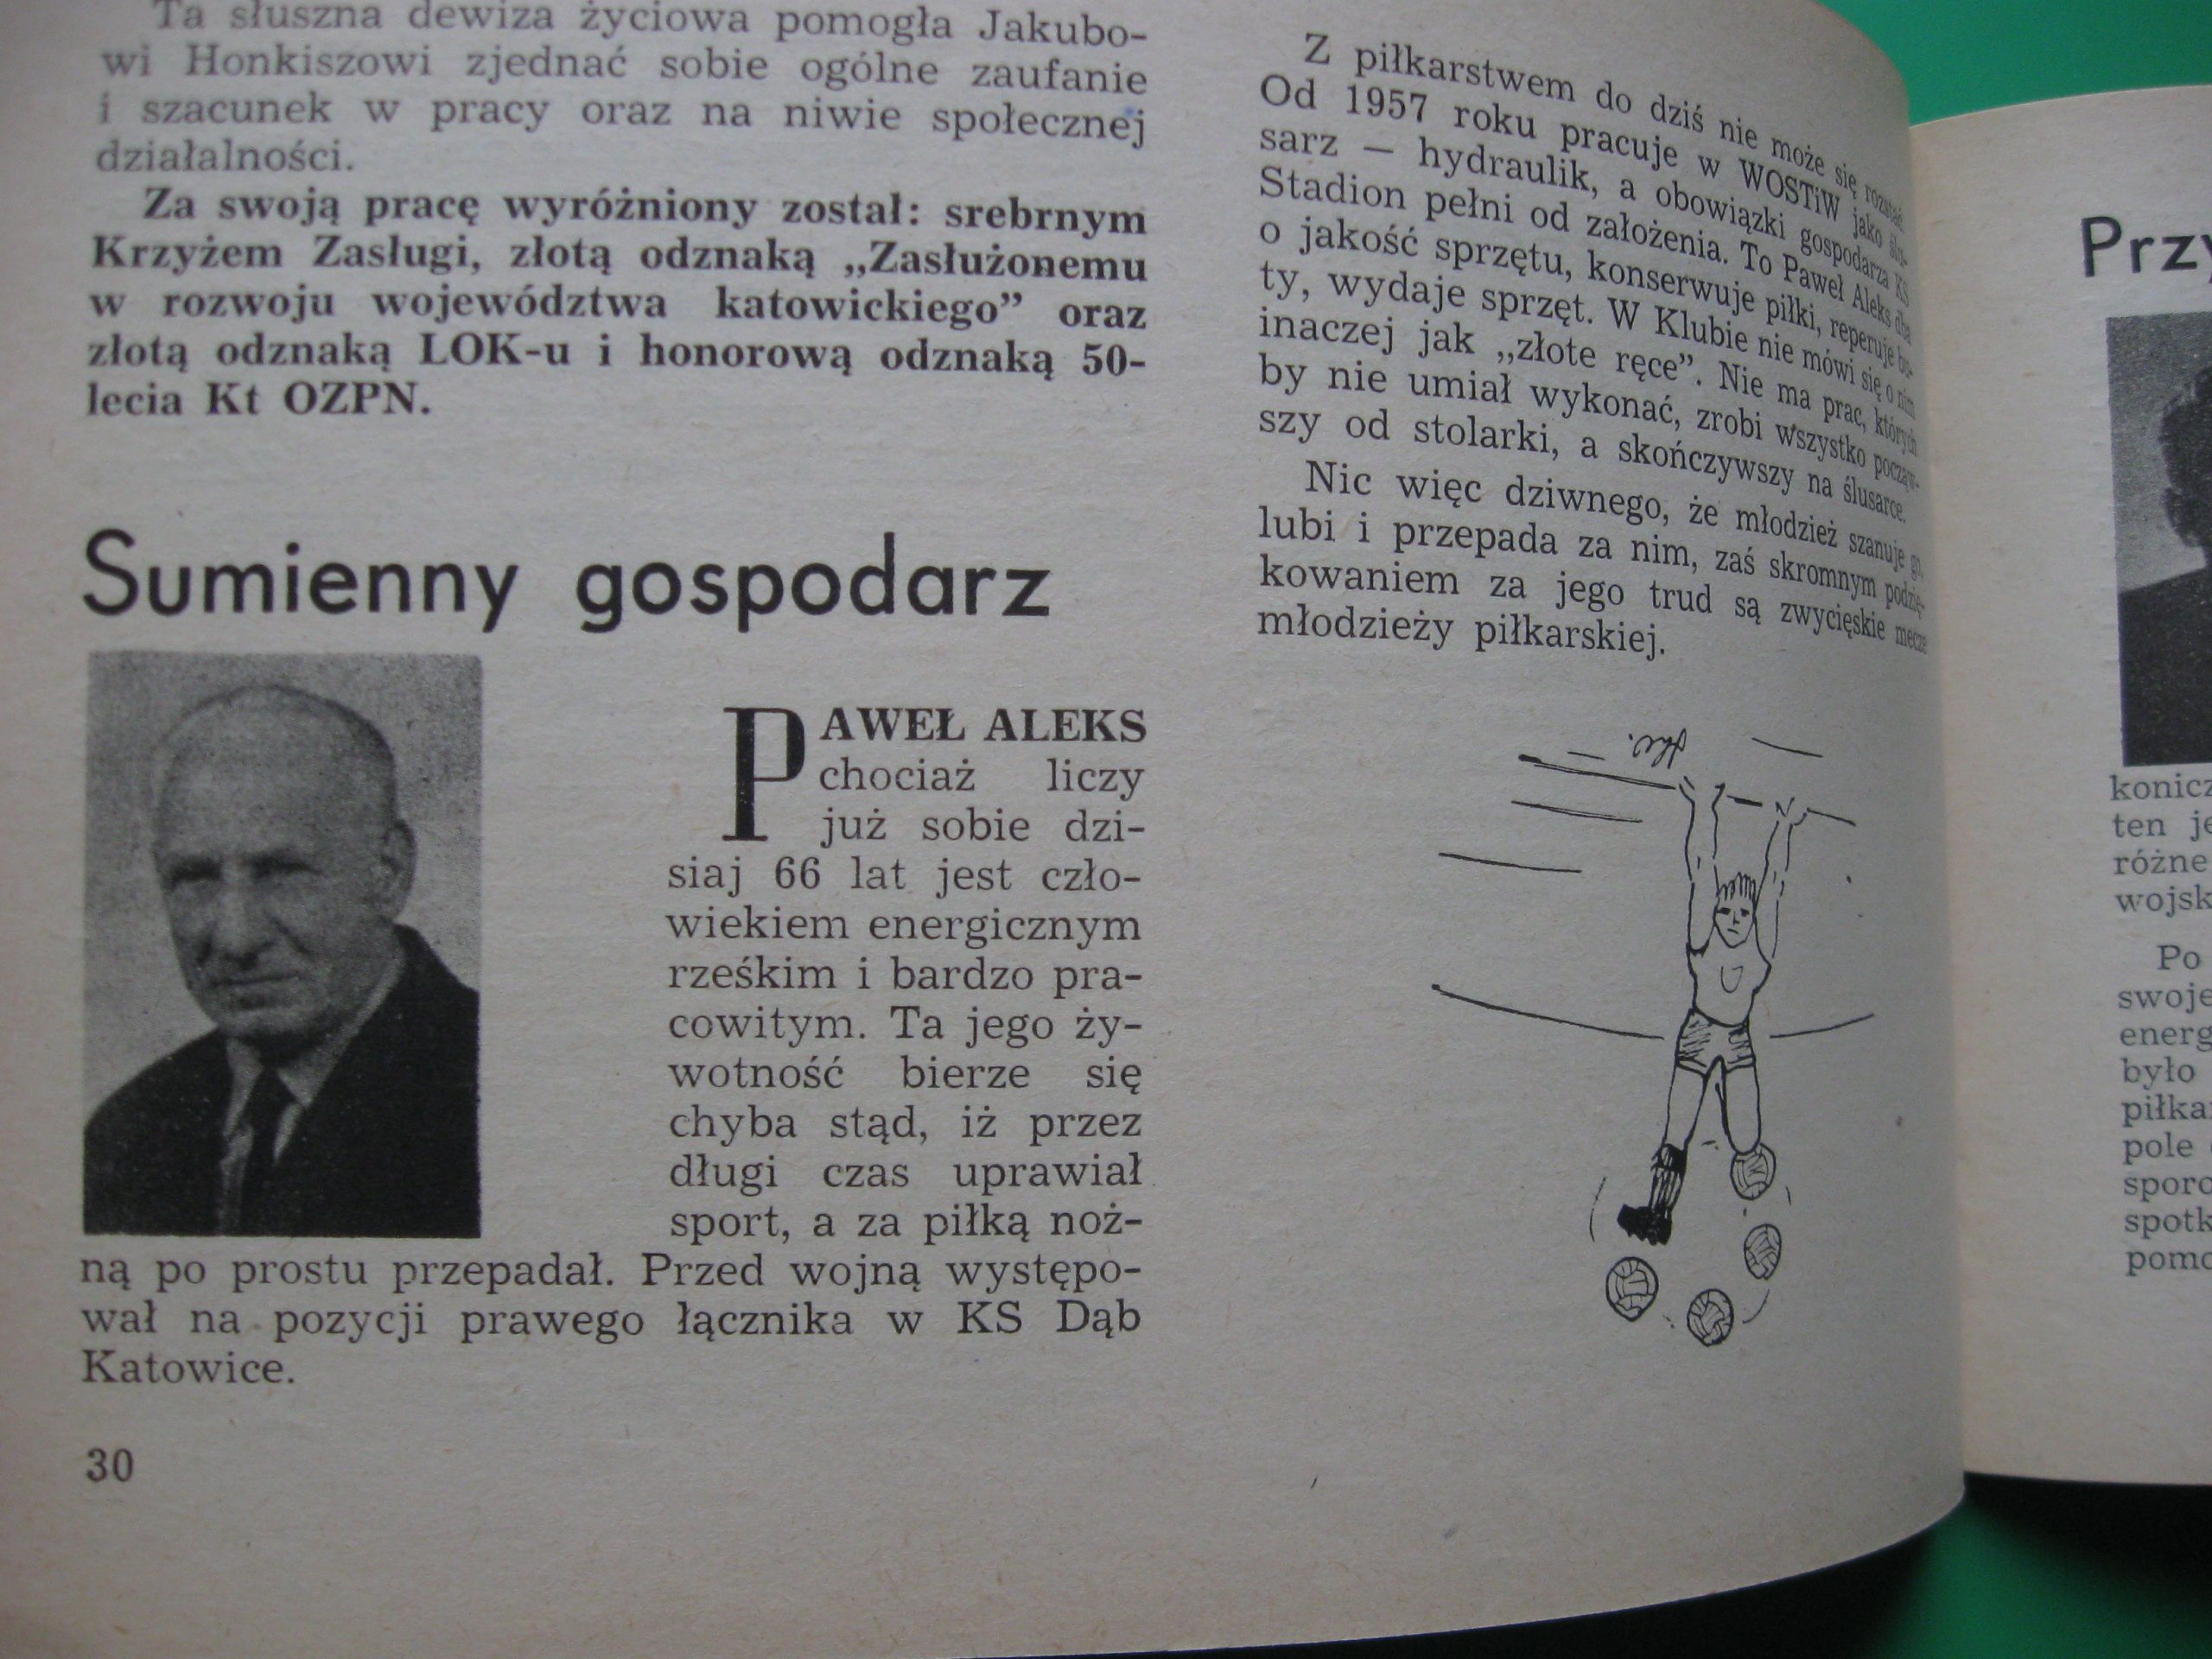 Ta słuszna dewiza życiowa pomogła Jakubo-
wi Honkiszowi zjednać sobie ogólne zaufanie
i szacunek w pracy oraz na niwie społecznej
działalności.
Za swoją pracę wyróżniony został: srebrnym
Krzyżem Zasługi, złotą odznaką „Zasłużonemu
w rozwoju województwa katowickiego” oraz
złotą odznaką LOK-u i honorową odznaką 50-
lecia Kt OZPN.
Sumienny gospodarz
PAWEŁ ALEKS
chociaż liczy
już sobie dzi-
siaj 66 lat jest czło-
wiekiem energicznym
rześkim i bardzo pra-
cowitym. Ta jego ży-
wotność bierze się
chyba stąd, iż przez
długi czas uprawiał
sport, a za piłką noż-
ną po prostu przepadał. Przed wojną występo-
wał na pozycji prawego łącznika w KS Dąb
Katowice.
30
Z piłkarstwem do dziś nie może się rozstać.
Od 1957 roku pracuje w WOSTiW jako ślu-
sarz — hydraulik, a obowiązki gospodarza KS
Stadion pełni od założenia. To Paweł Aleks dba
o jakość sprzętu, konserwuje piłki, reperuje bu-
ty, wydaje sprzęt. W Klubie nie mówi się o nim
inaczej jak „złote ręce”. Nie ma prac, których
by nie umiał wykonać, zrobi wszystko począw-
szy od stolarki, a skończywszy na ślusarce.
Nic więc dziwnego, że młodzież szanuje go,
lubi i przepada za nim, zaś skromnym podzię-
kowaniem za jego trud są zwycięskie mecze
młodzieży piłkarskiej.
Przy
konicz
ten je
różne
wojsk
Po
swoje
energ
było
piłkar
pole
sporo
spotk
pomo